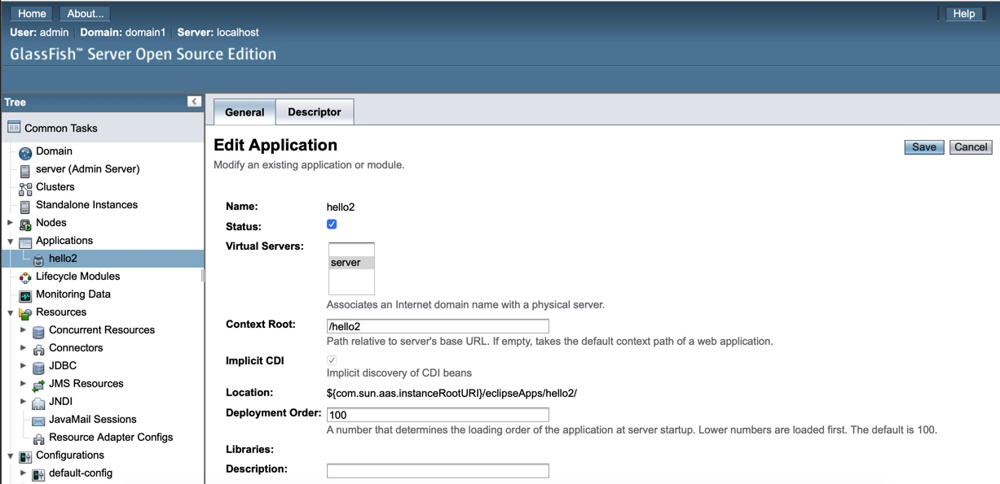 Home About... Help
User: admin Domain: domain1 Server: localhost
GlassFish™ Server Open Source Edition
Tree
Common Tasks
Domain
server (Admin Server)
Clusters
Standalone Instances
Nodes
Applications
hello2
Lifecycle Modules
Monitoring Data
Resources
Concurrent Resources
Connectors
JDBC
JMS Resources
JNDI
JavaMail Sessions
Resource Adapter Configs
Configurations
default-config
General Descriptor
Edit Application
Save Cancel
Modify an existing application or module.
Name: hello2
Status:
Virtual Servers:
server
Associates an Internet domain name with a physical server.
Context Root: /hello2
Path relative to server's base URL. If empty, takes the default context path of a web application.
Implicit CDI
Implicit discovery of CDI beans
Location: ${com.sun.aas.instanceRootURI}/eclipseApps/hello2/
Deployment Order: 100
A number that determines the loading order of the application at server startup. Lower numbers are loaded first. The default is 100.
Libraries:
Description: